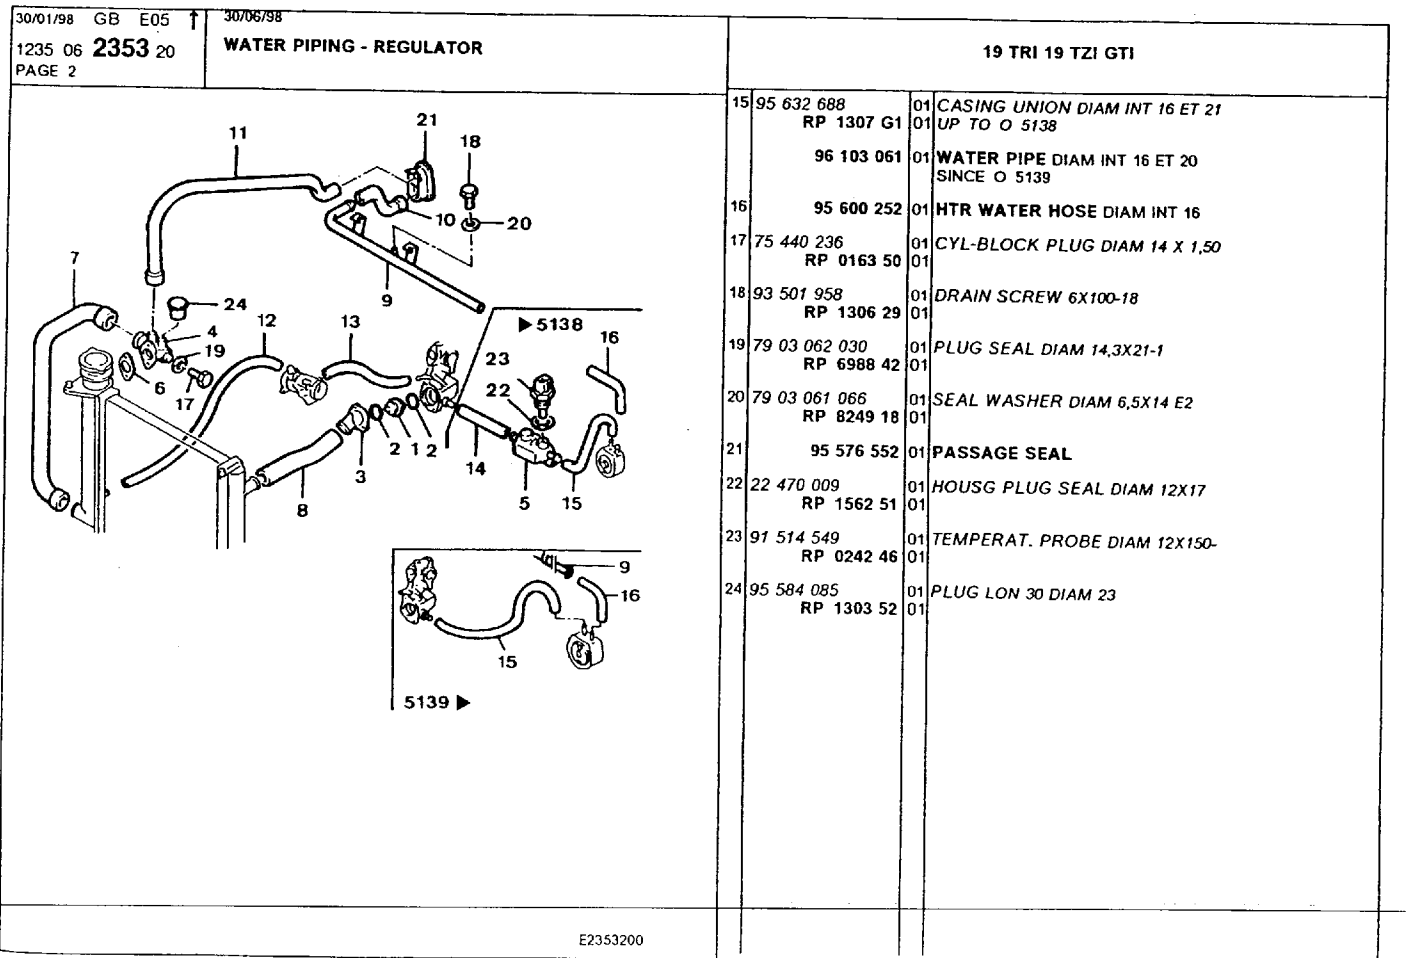 30/01/98 GB E05 ↑
1235 06 2353 20
PAGE 2
30/06/98
WATER PIPING - REGULATOR
19 TRI 19 TZI GTI
11
21
18
10
20
7
9
24
4
12
13
19
6
17
▶5138
16
23
22
2
1
2
3
14
8
5
15
9
16
15
5139 ▶
E2353200
15 95 632 688 01 CASING UNION DIAM INT 16 ET 21
RP 1307 G1 01 UP TO O 5138
96 103 061 01 WATER PIPE DIAM INT 16 ET 20
SINCE O 5139
16 95 600 252 01 HTR WATER HOSE DIAM INT 16
17 75 440 236 01 CYL-BLOCK PLUG DIAM 14 X 1,50
RP 0163 50 01
18 93 501 958 01 DRAIN SCREW 6X100-18
RP 1306 29 01
19 79 03 062 030 01 PLUG SEAL DIAM 14,3X21-1
RP 6988 42 01
20 79 03 061 066 01 SEAL WASHER DIAM 6,5X14 E2
RP 8249 18 01
21 95 576 552 01 PASSAGE SEAL
22 22 470 009 01 HOUSG PLUG SEAL DIAM 12X17
RP 1562 51 01
23 91 514 549 01 TEMPERAT. PROBE DIAM 12X150-
RP 0242 46 01
24 95 584 085 01 PLUG LON 30 DIAM 23
RP 1303 52 01